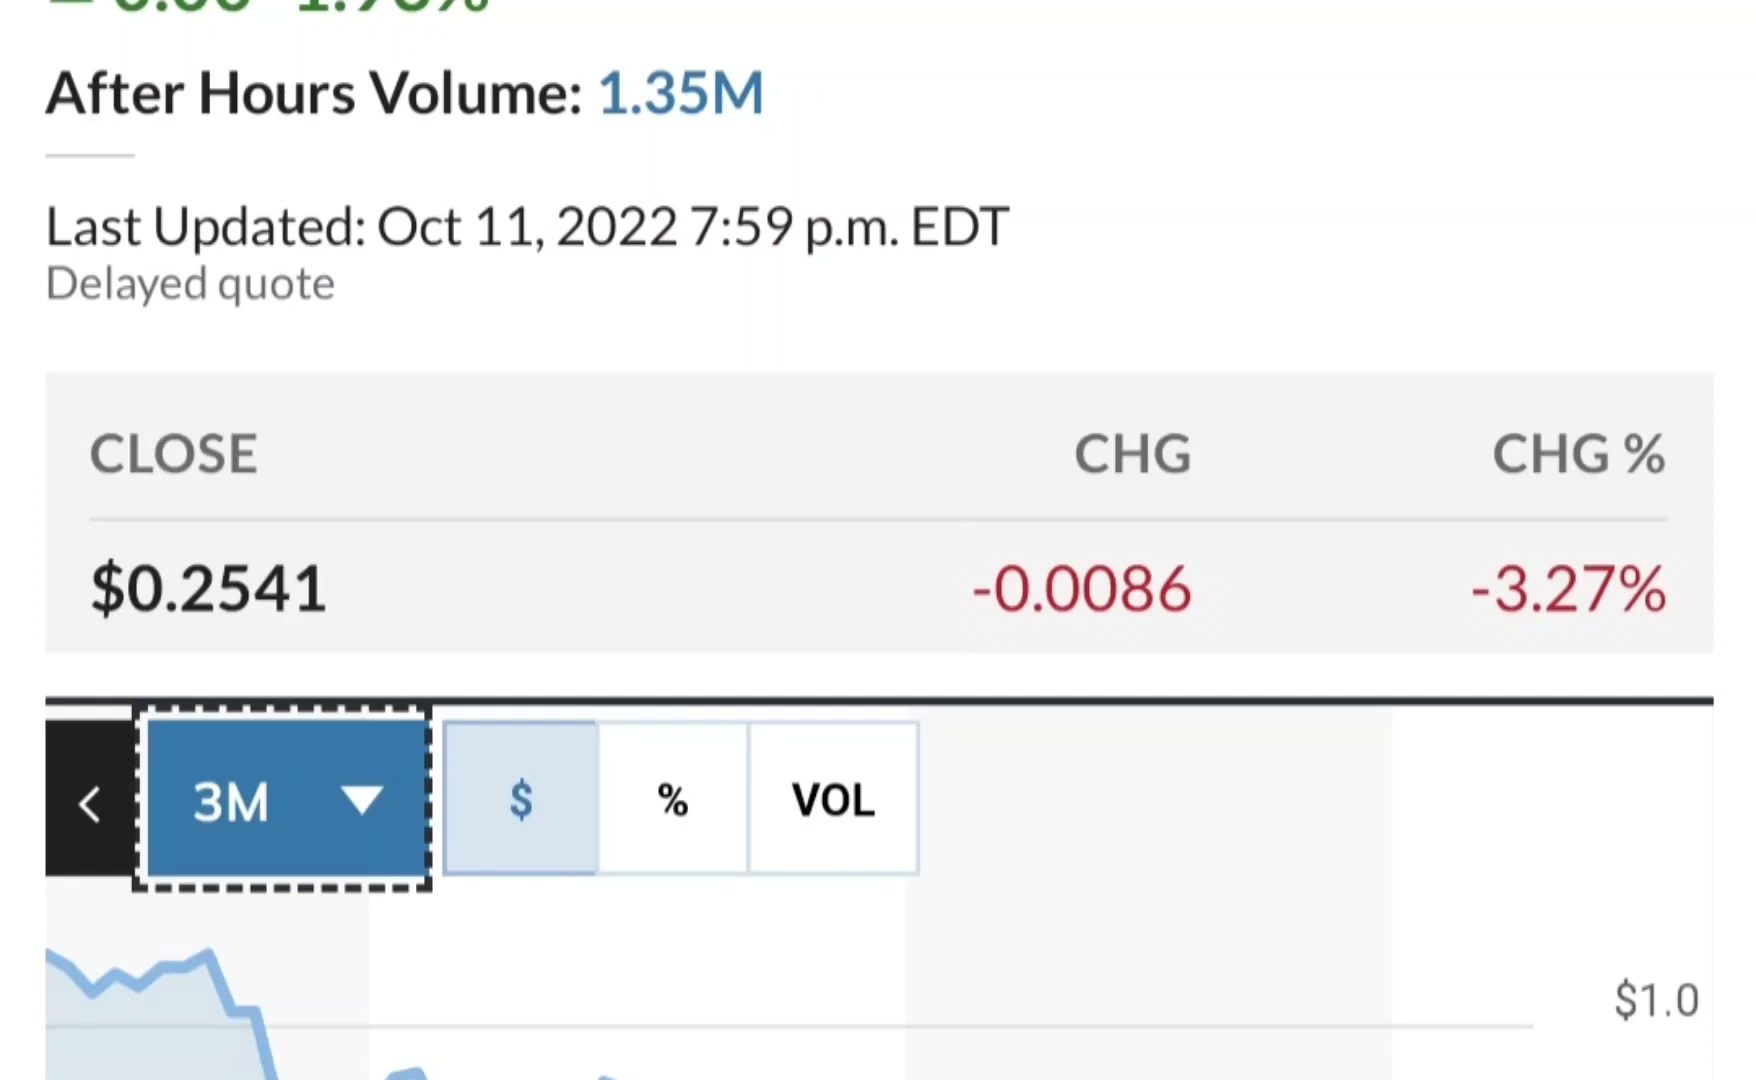 After Hours Volume: 1.35M
Last Updated: Oct 11, 2022 7:59 p.m. EDT
Delayed quote
CLOSE CHG CHG %
$0.2541 -0.0086 -3.27%
3M $ % VOL
$1.0